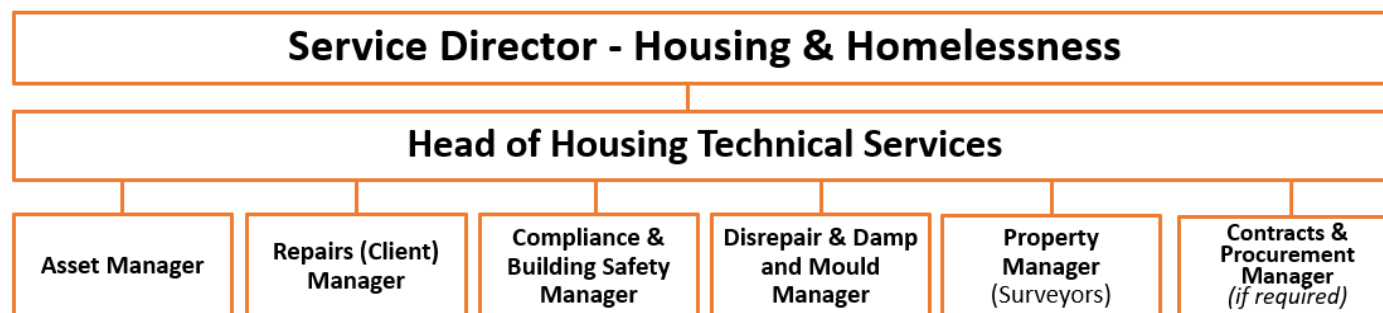 Service Director - Housing & Homelessness
Head of Housing Technical Services
Asset Manager
Repairs (Client)
Manager
Compliance &
Building Safety
Manager
Disrepair & Damp
and Mould
Manager
Property
Manager
(Surveyors)
Contracts &
Procurement
Manager
(if required)